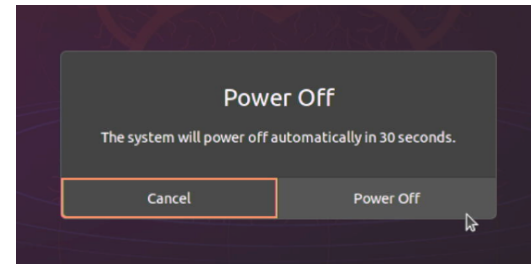 Power Off
The system will power off automatically in 30 seconds.
Cancel
Power Off